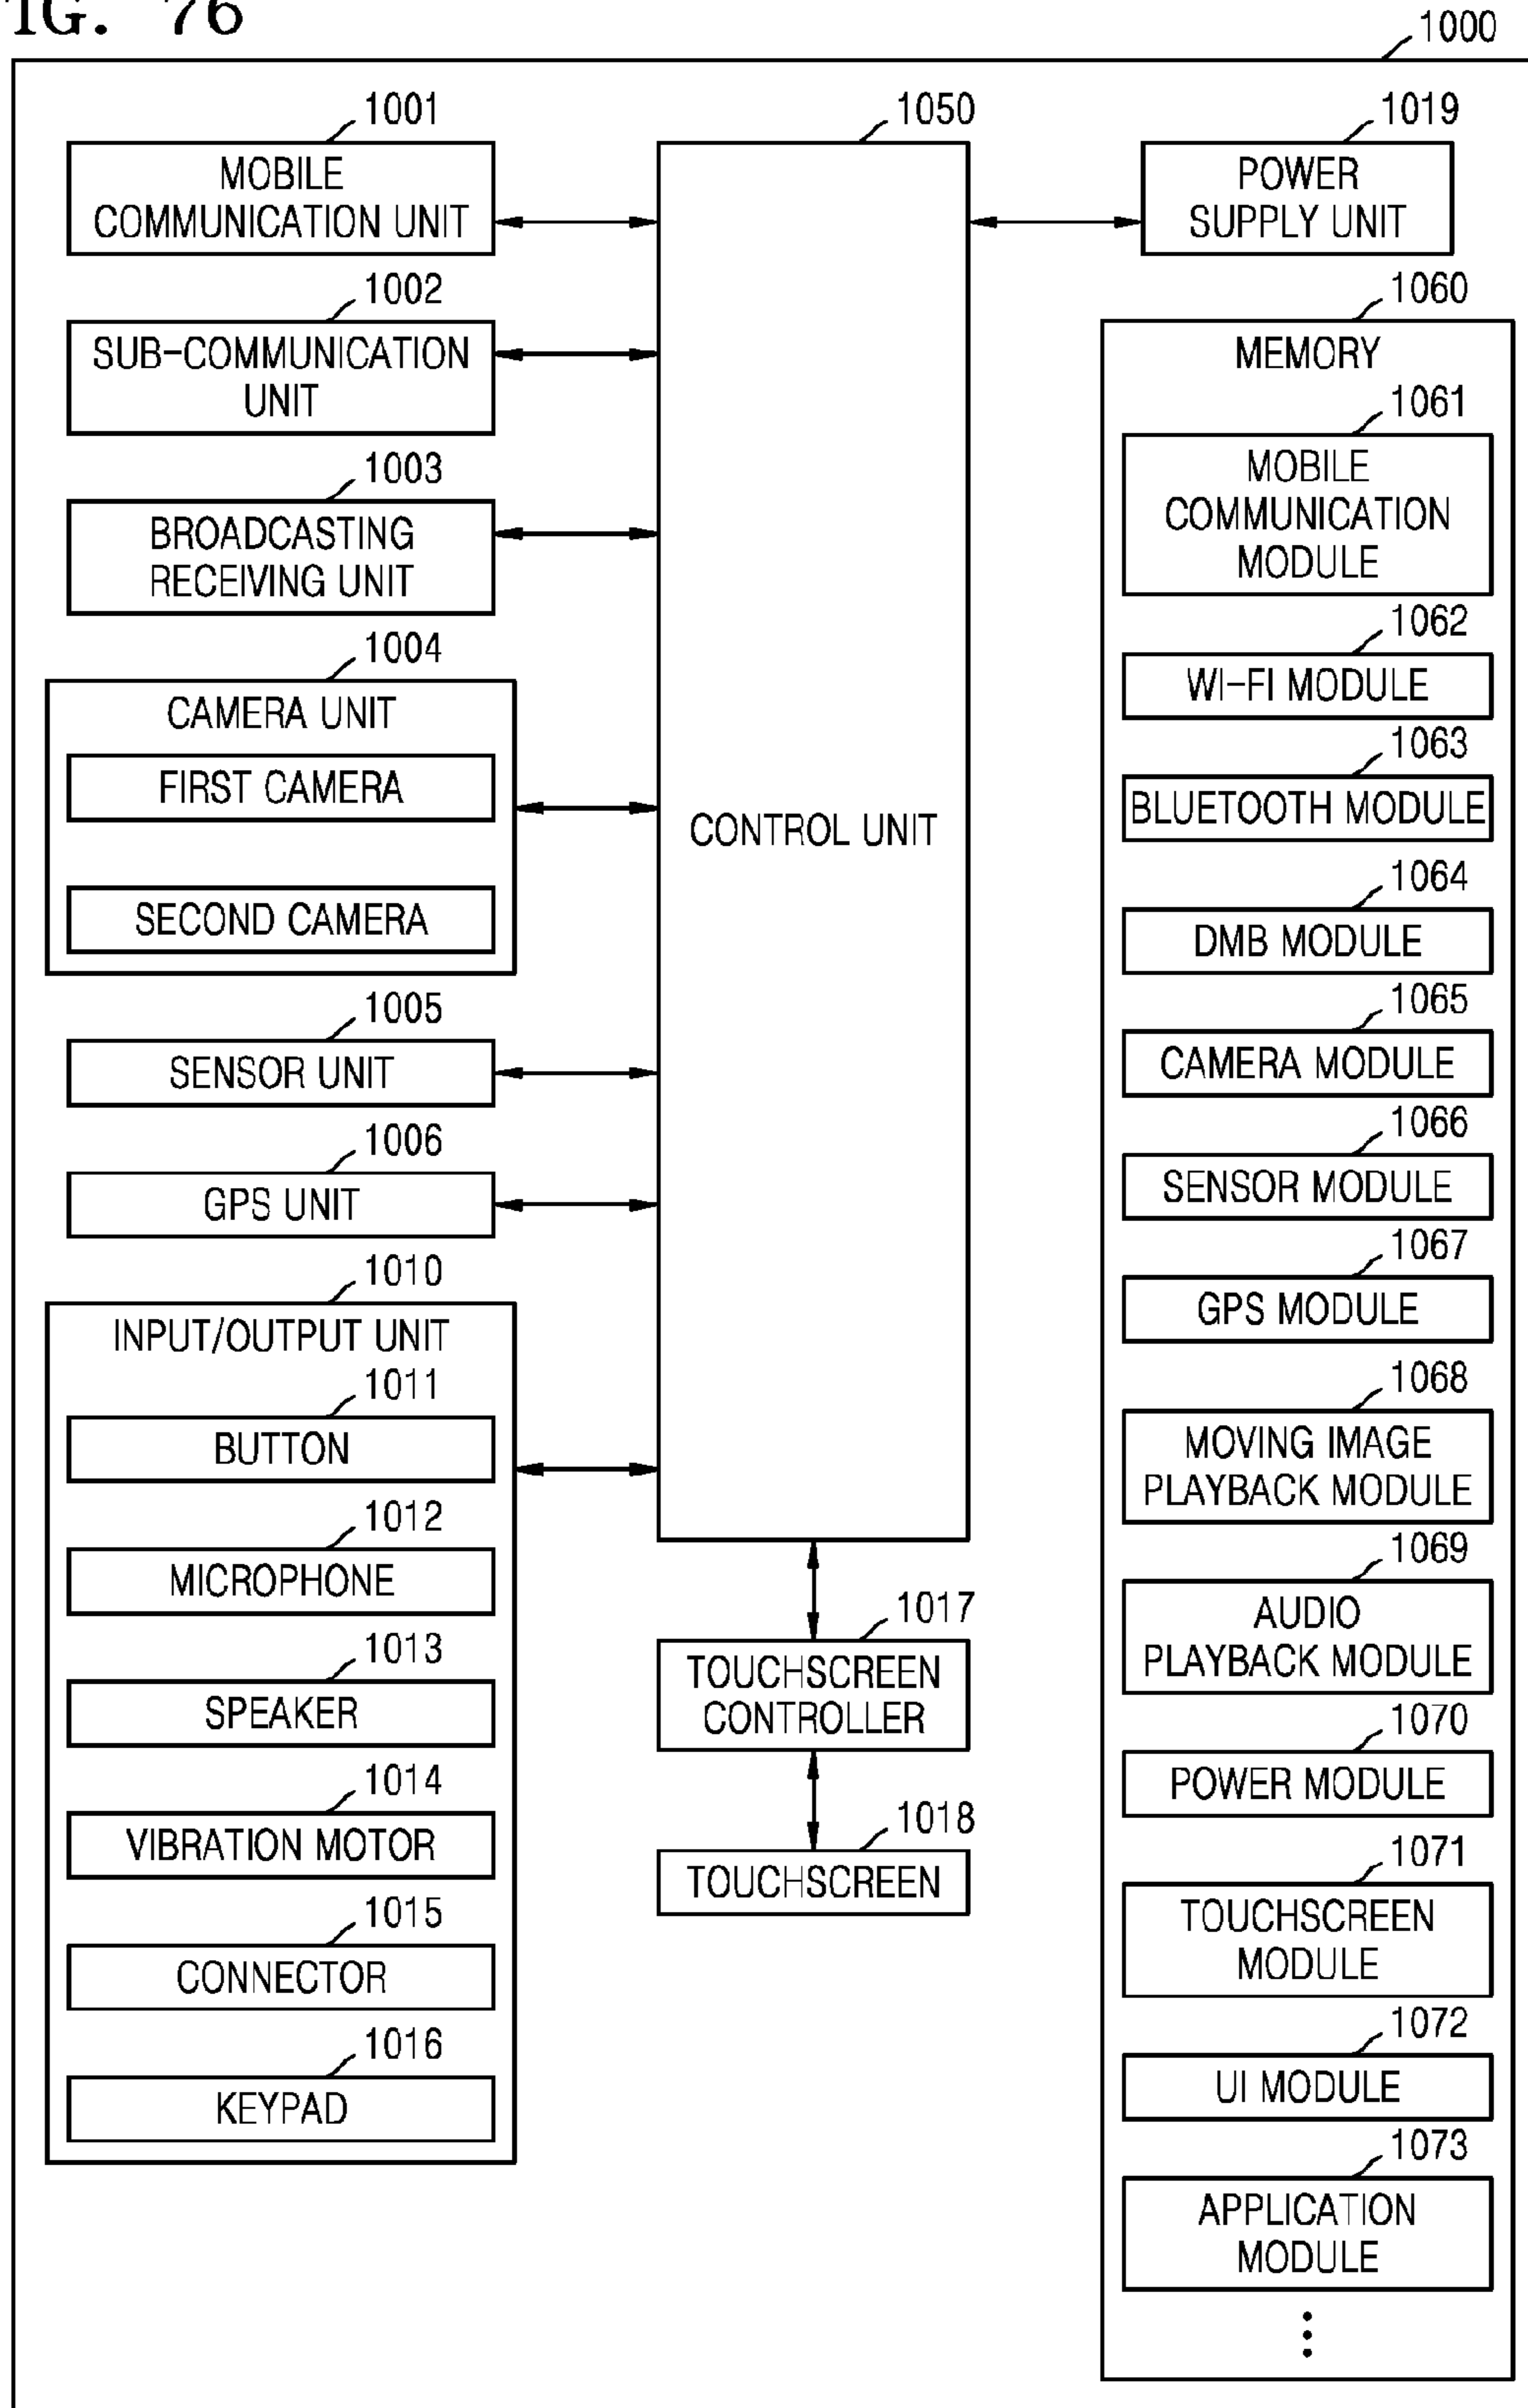 IG. 76
1000
1001
MOBILE
COMMUNICATION UNIT
1002
SUB-COMMUNICATION
UNIT
1003
BROADCASTING
RECEIVING UNIT
1004
CAMERA UNIT
FIRST CAMERA
SECOND CAMERA
1005
SENSOR UNIT
1006
GPS UNIT
1010
INPUT/OUTPUT UNIT
1011
BUTTON
1012
MICROPHONE
1013
SPEAKER
1014
VIBRATION MOTOR
1015
CONNECTOR
1016
KEYPAD
1050
CONTROL UNIT
1017
TOUCHSCREEN
CONTROLLER
1018
TOUCHSCREEN
1019
POWER
SUPPLY UNIT
1060
MEMORY
1061
MOBILE
COMMUNICATION
MODULE
1062
WI-FI MODULE
1063
BLUETOOTH MODULE
1064
DMB MODULE
1065
CAMERA MODULE
1066
SENSOR MODULE
1067
GPS MODULE
1068
MOVING IMAGE
PLAYBACK MODULE
1069
AUDIO
PLAYBACK MODULE
1070
POWER MODULE
1071
TOUCHSCREEN
MODULE
1072
UI MODULE
1073
APPLICATION
MODULE